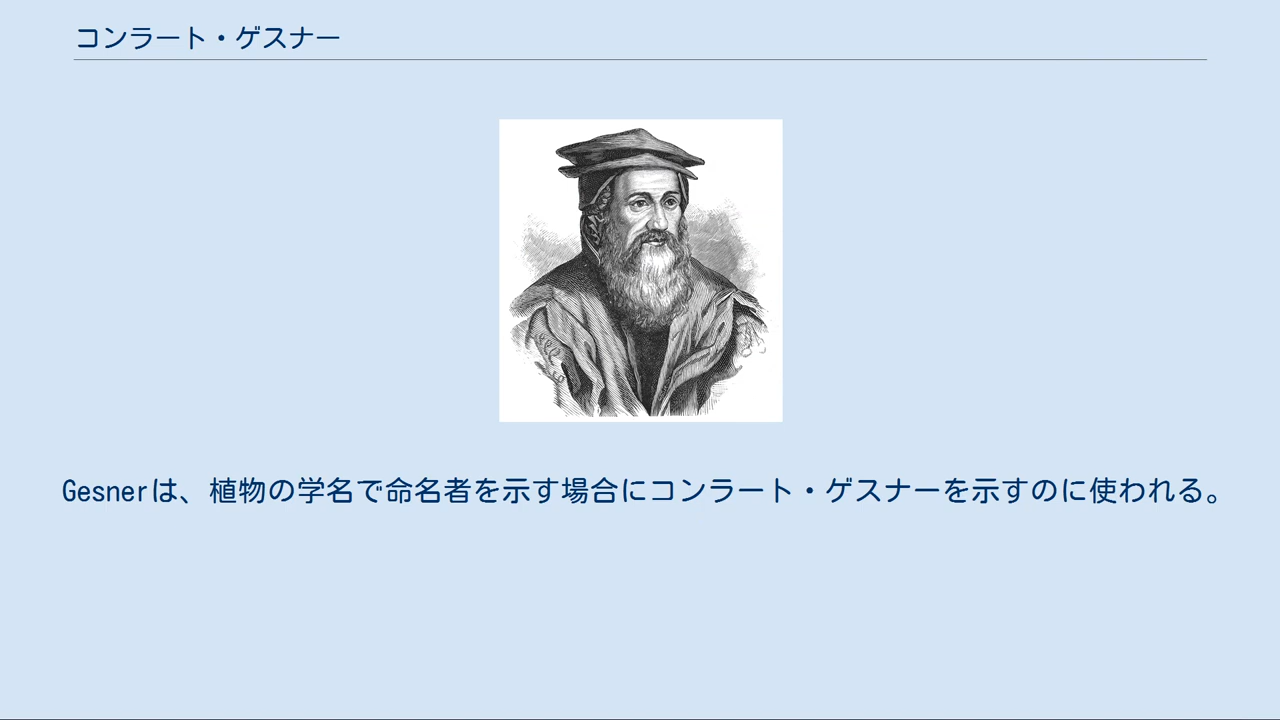 コンラート・ゲスナー
Gesnerは、植物の学名で命名者を示す場合にコンラート・ゲスナーを示すのに使われる。